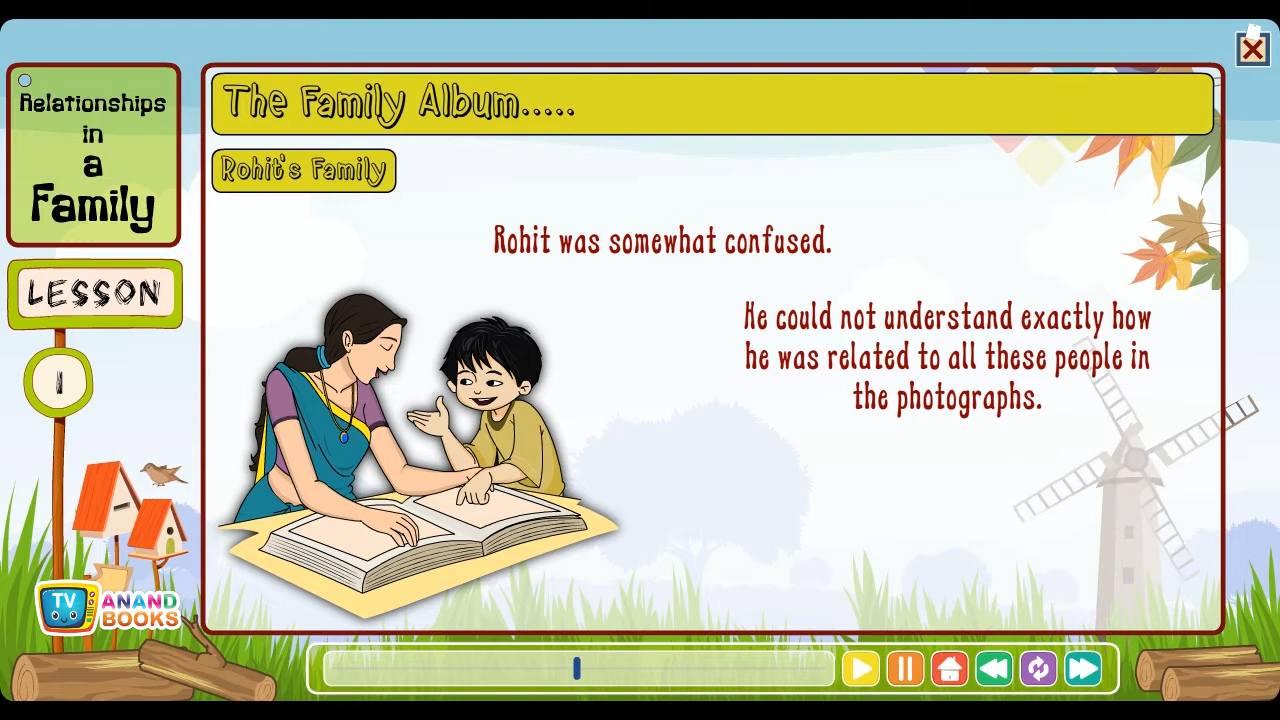 The Family Album.....
Relationships
in
a
Family
Rohit's Family
Rohit was somewhat confused.
LESSON
1
He could not understand exactly how
he was related to all these people in
the photographs.
TV
ANAND
BOOKS